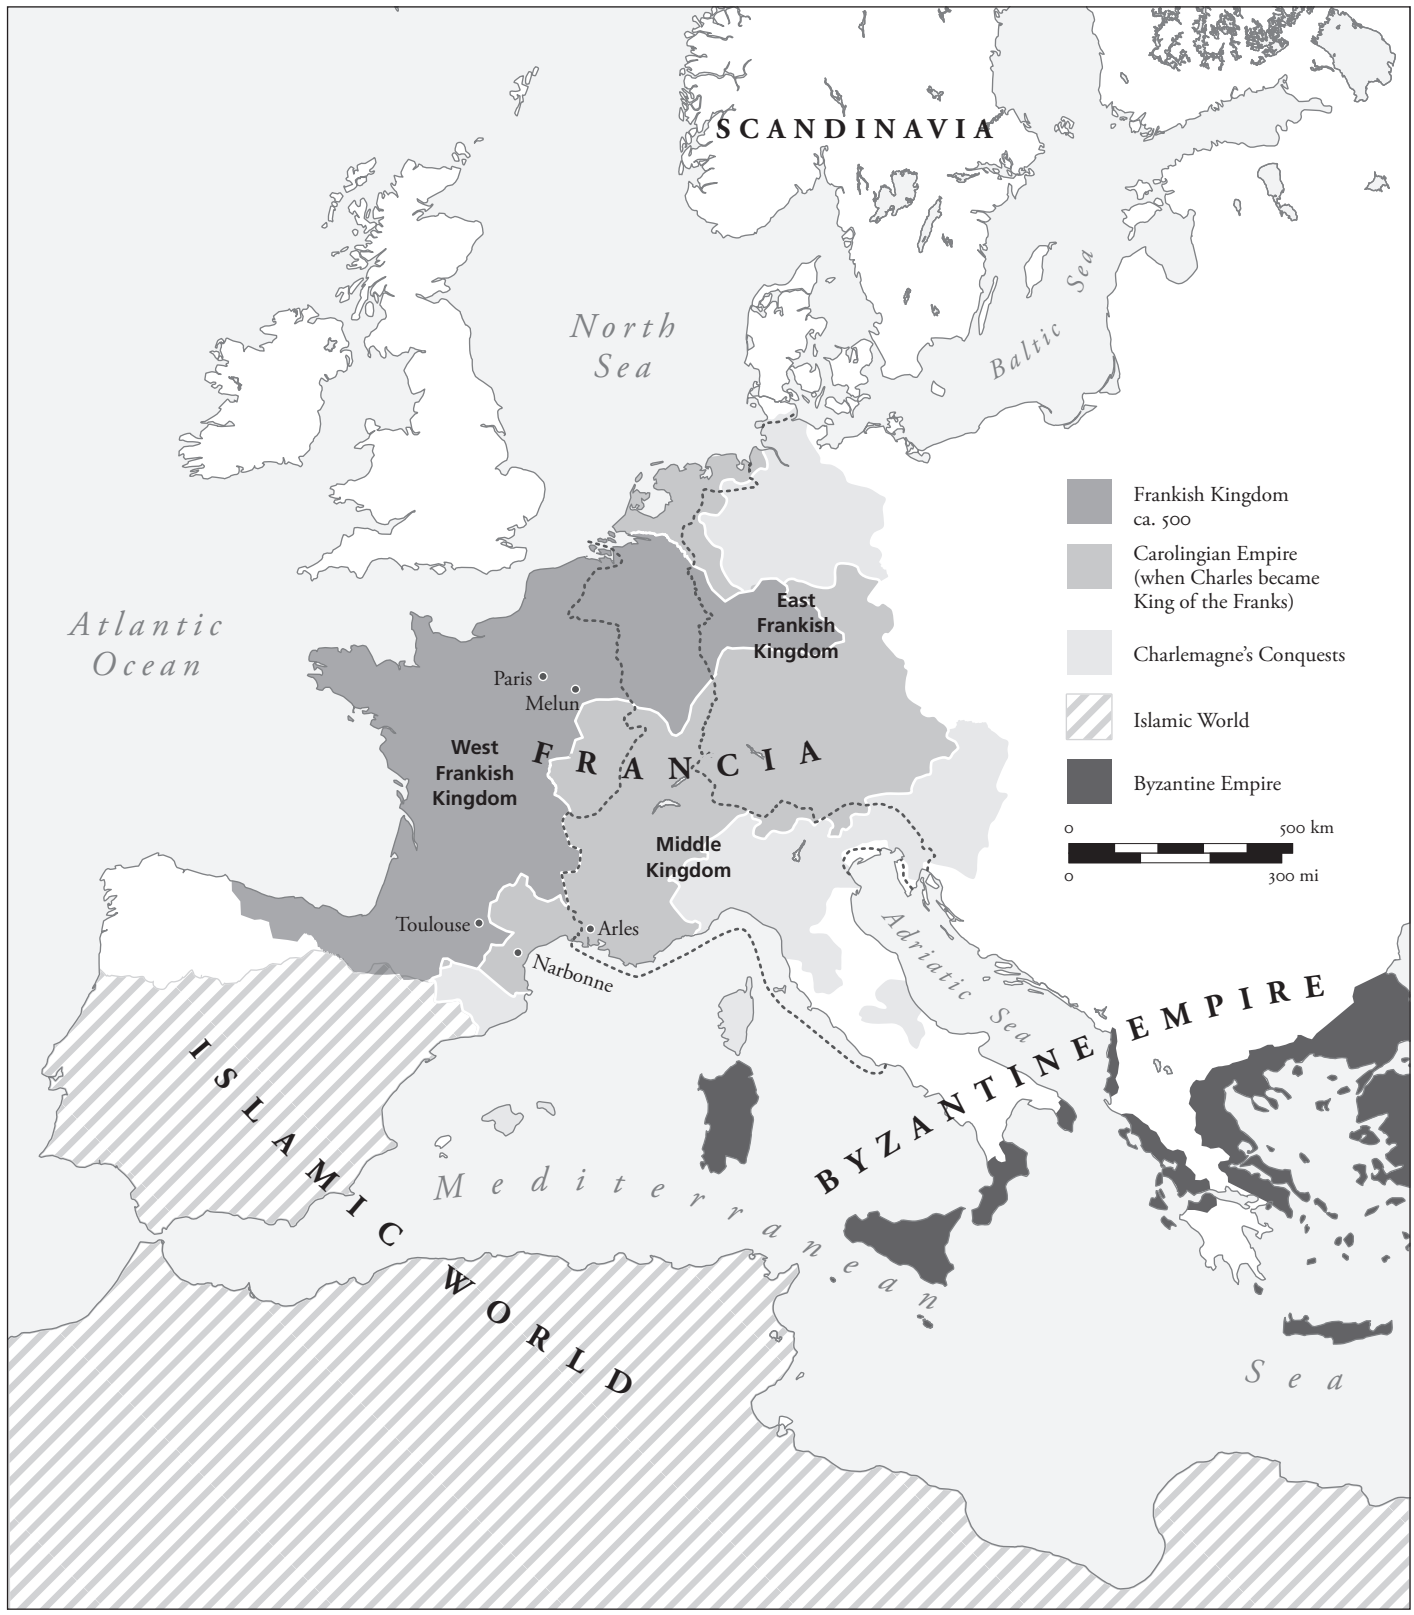 SCANDINAVIA
North
Sea
Baltic Sea
Atlantic
Ocean
Frankish Kingdom
ca. 500
Carolingian Empire
(when Charles became
King of the Franks)
Charlemagne's Conquests
Islamic World
Byzantine Empire
0 500 km
0 300 mi
East
Frankish
Kingdom
Paris
Melun
FRANCIA
West
Frankish
Kingdom
Middle
Kingdom
Toulouse
Arles
Narbonne
Adriatic Sea
BYZANTINE EMPIRE
ISLAMIC WORLD
Mediterranean
Sea